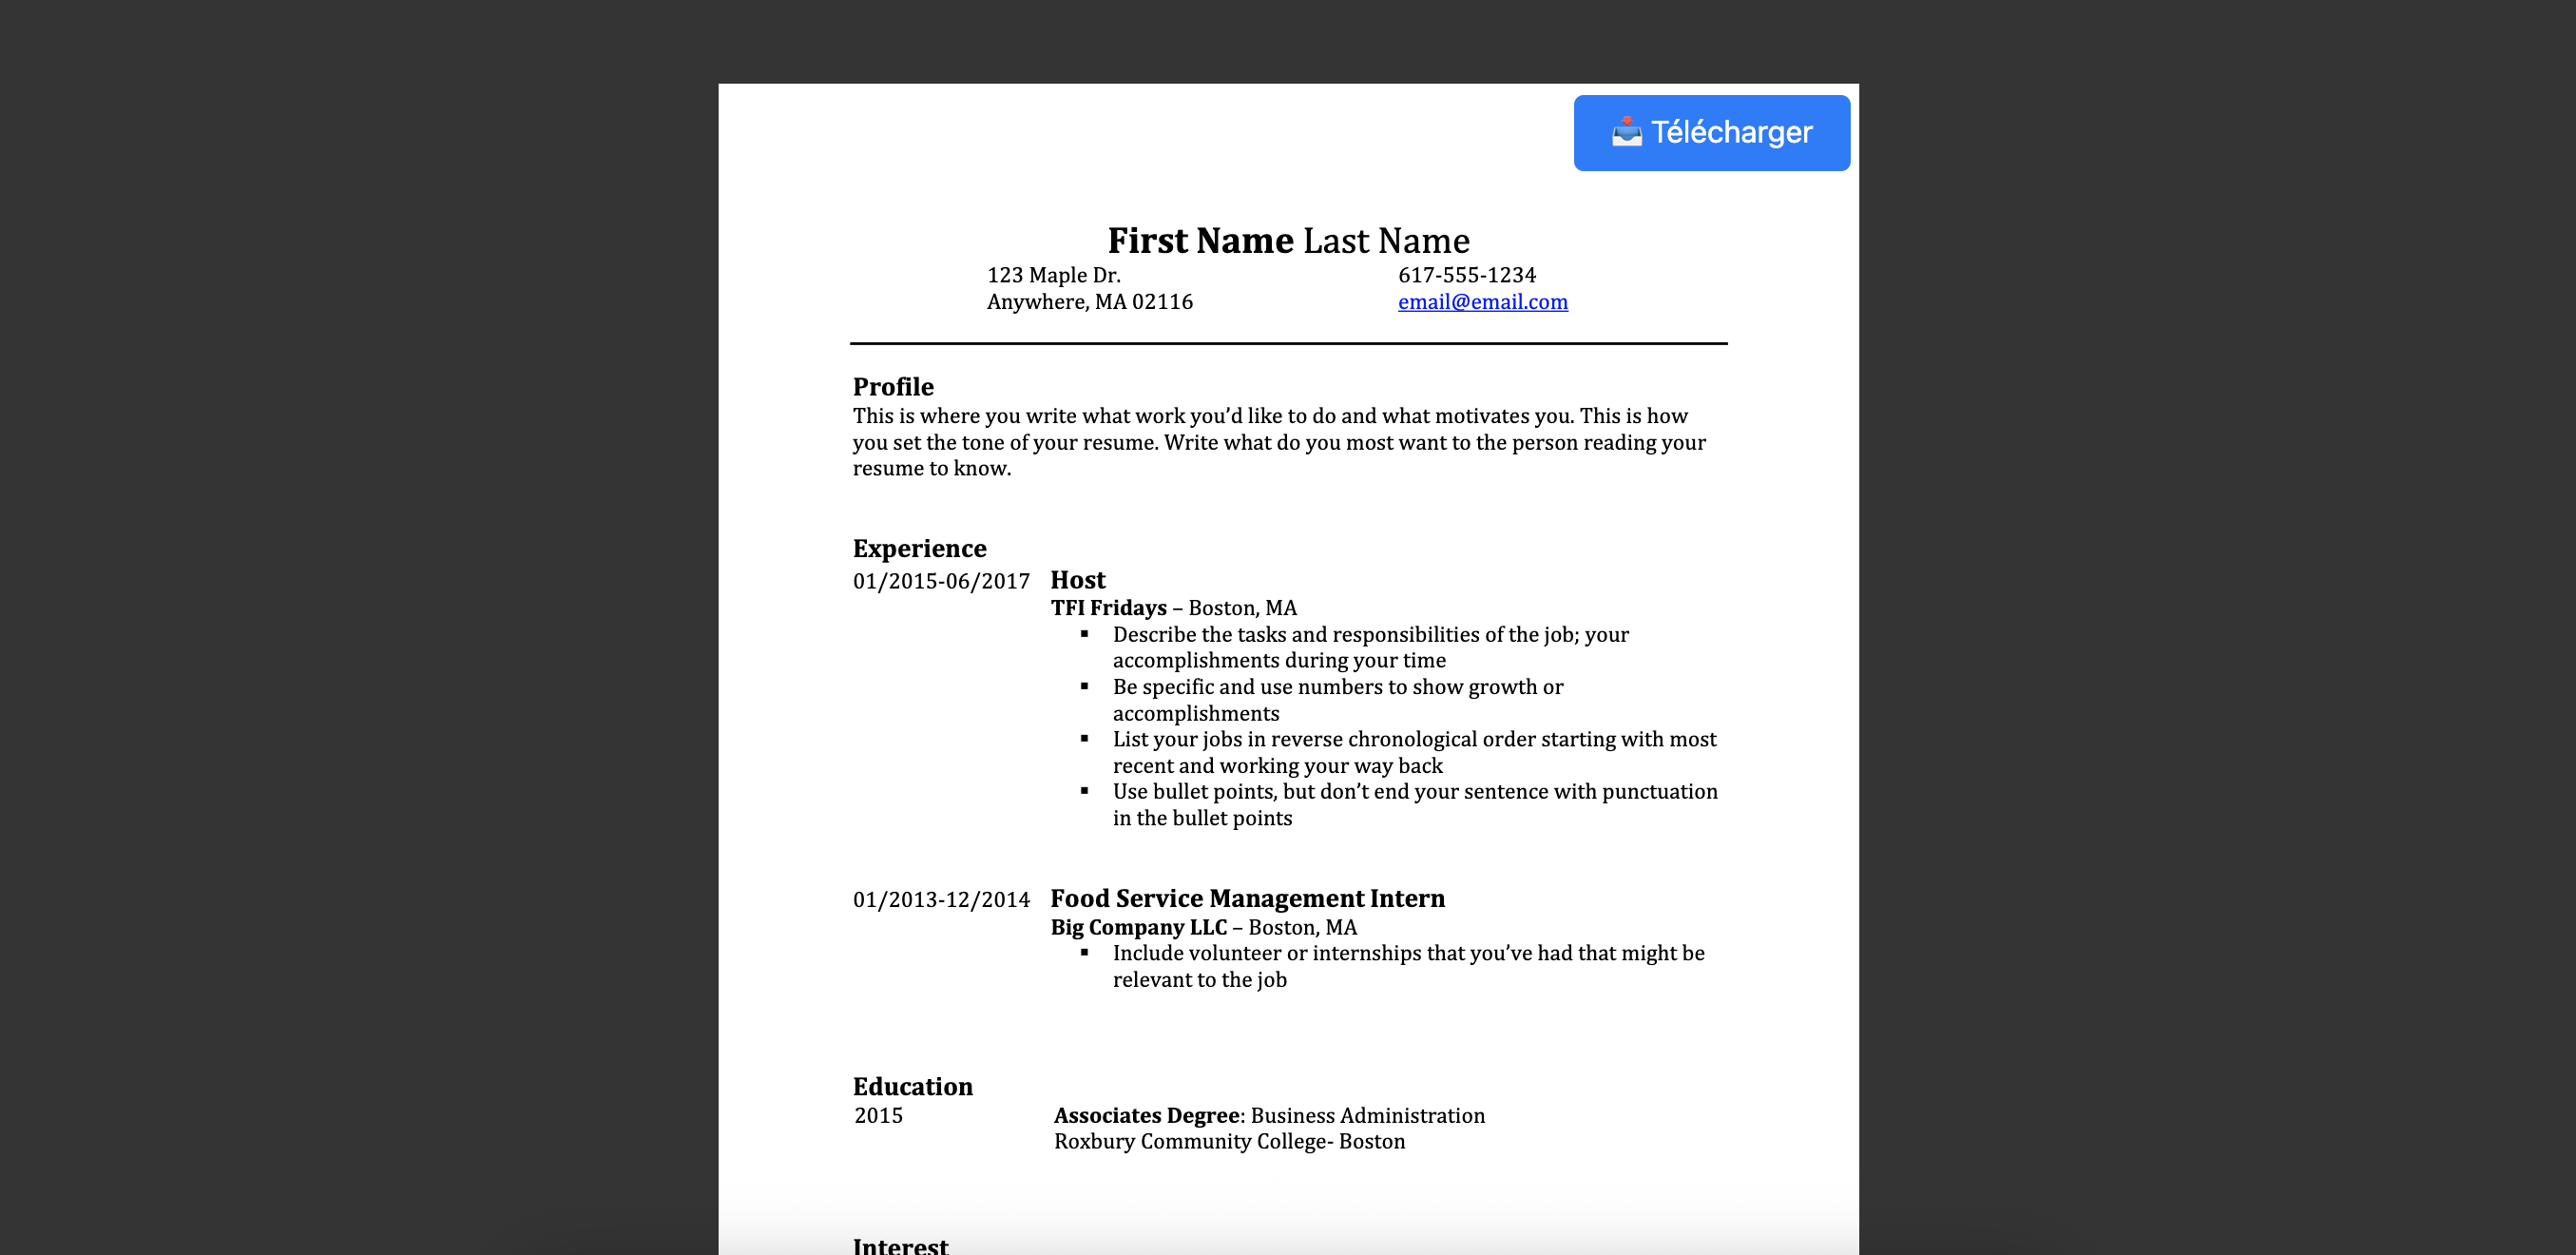 Télécharger
First Name Last Name
123 Maple Dr. 617-555-1234
Anywhere, MA 02116 email@email.com
Profile
This is where you write what work you’d like to do and what motivates you. This is how
you set the tone of your resume. Write what do you most want to the person reading your
resume to know.
Experience
01/2015-06/2017 Host
TFI Fridays – Boston, MA
▪ Describe the tasks and responsibilities of the job; your
accomplishments during your time
▪ Be specific and use numbers to show growth or
accomplishments
▪ List your jobs in reverse chronological order starting with most
recent and working your way back
▪ Use bullet points, but don’t end your sentence with punctuation
in the bullet points
01/2013-12/2014 Food Service Management Intern
Big Company LLC – Boston, MA
▪ Include volunteer or internships that you’ve had that might be
relevant to the job
Education
2015 Associates Degree: Business Administration
Roxbury Community College- Boston
Interest